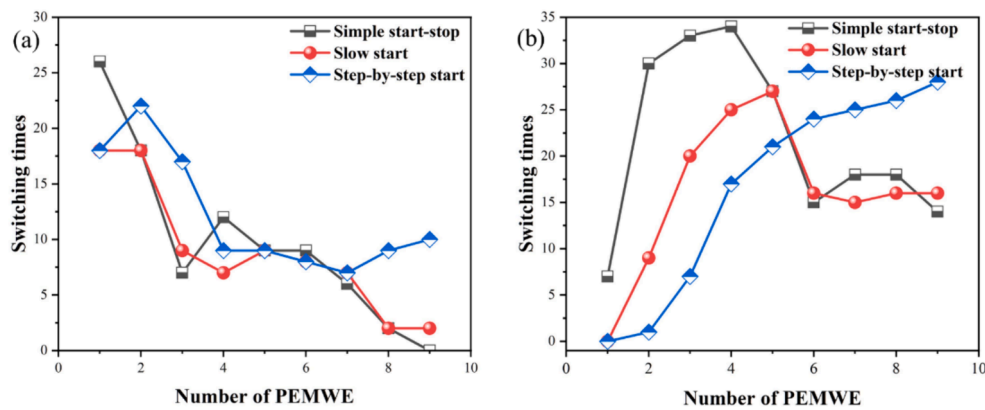 (a)
Simple start-stop
Slow start
Step-by-step start
Switching times
30
25
20
15
10
5
0
0 2 4 6 8 10
Number of PEMWE
(b)
Simple start-stop
Slow start
Step-by-step start
Switching times
35
30
25
20
15
10
5
0
0 2 4 6 8 10
Number of PEMWE